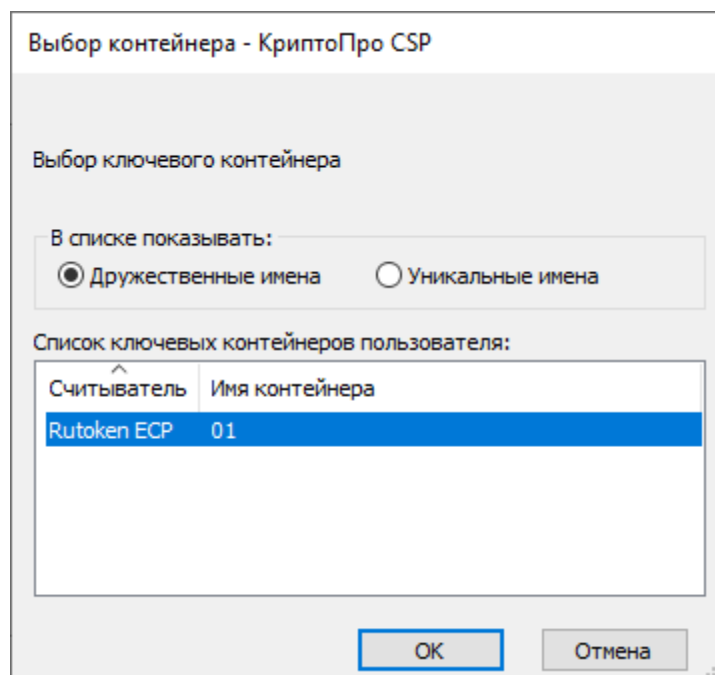 Выбор контейнера - КриптоПро CSP
Выбор ключевого контейнера
В списке показывать:
Дружественные имена Уникальные имена
Список ключевых контейнеров пользователя:
Считыватель Имя контейнера
Rutoken ECP 01
OK Отмена